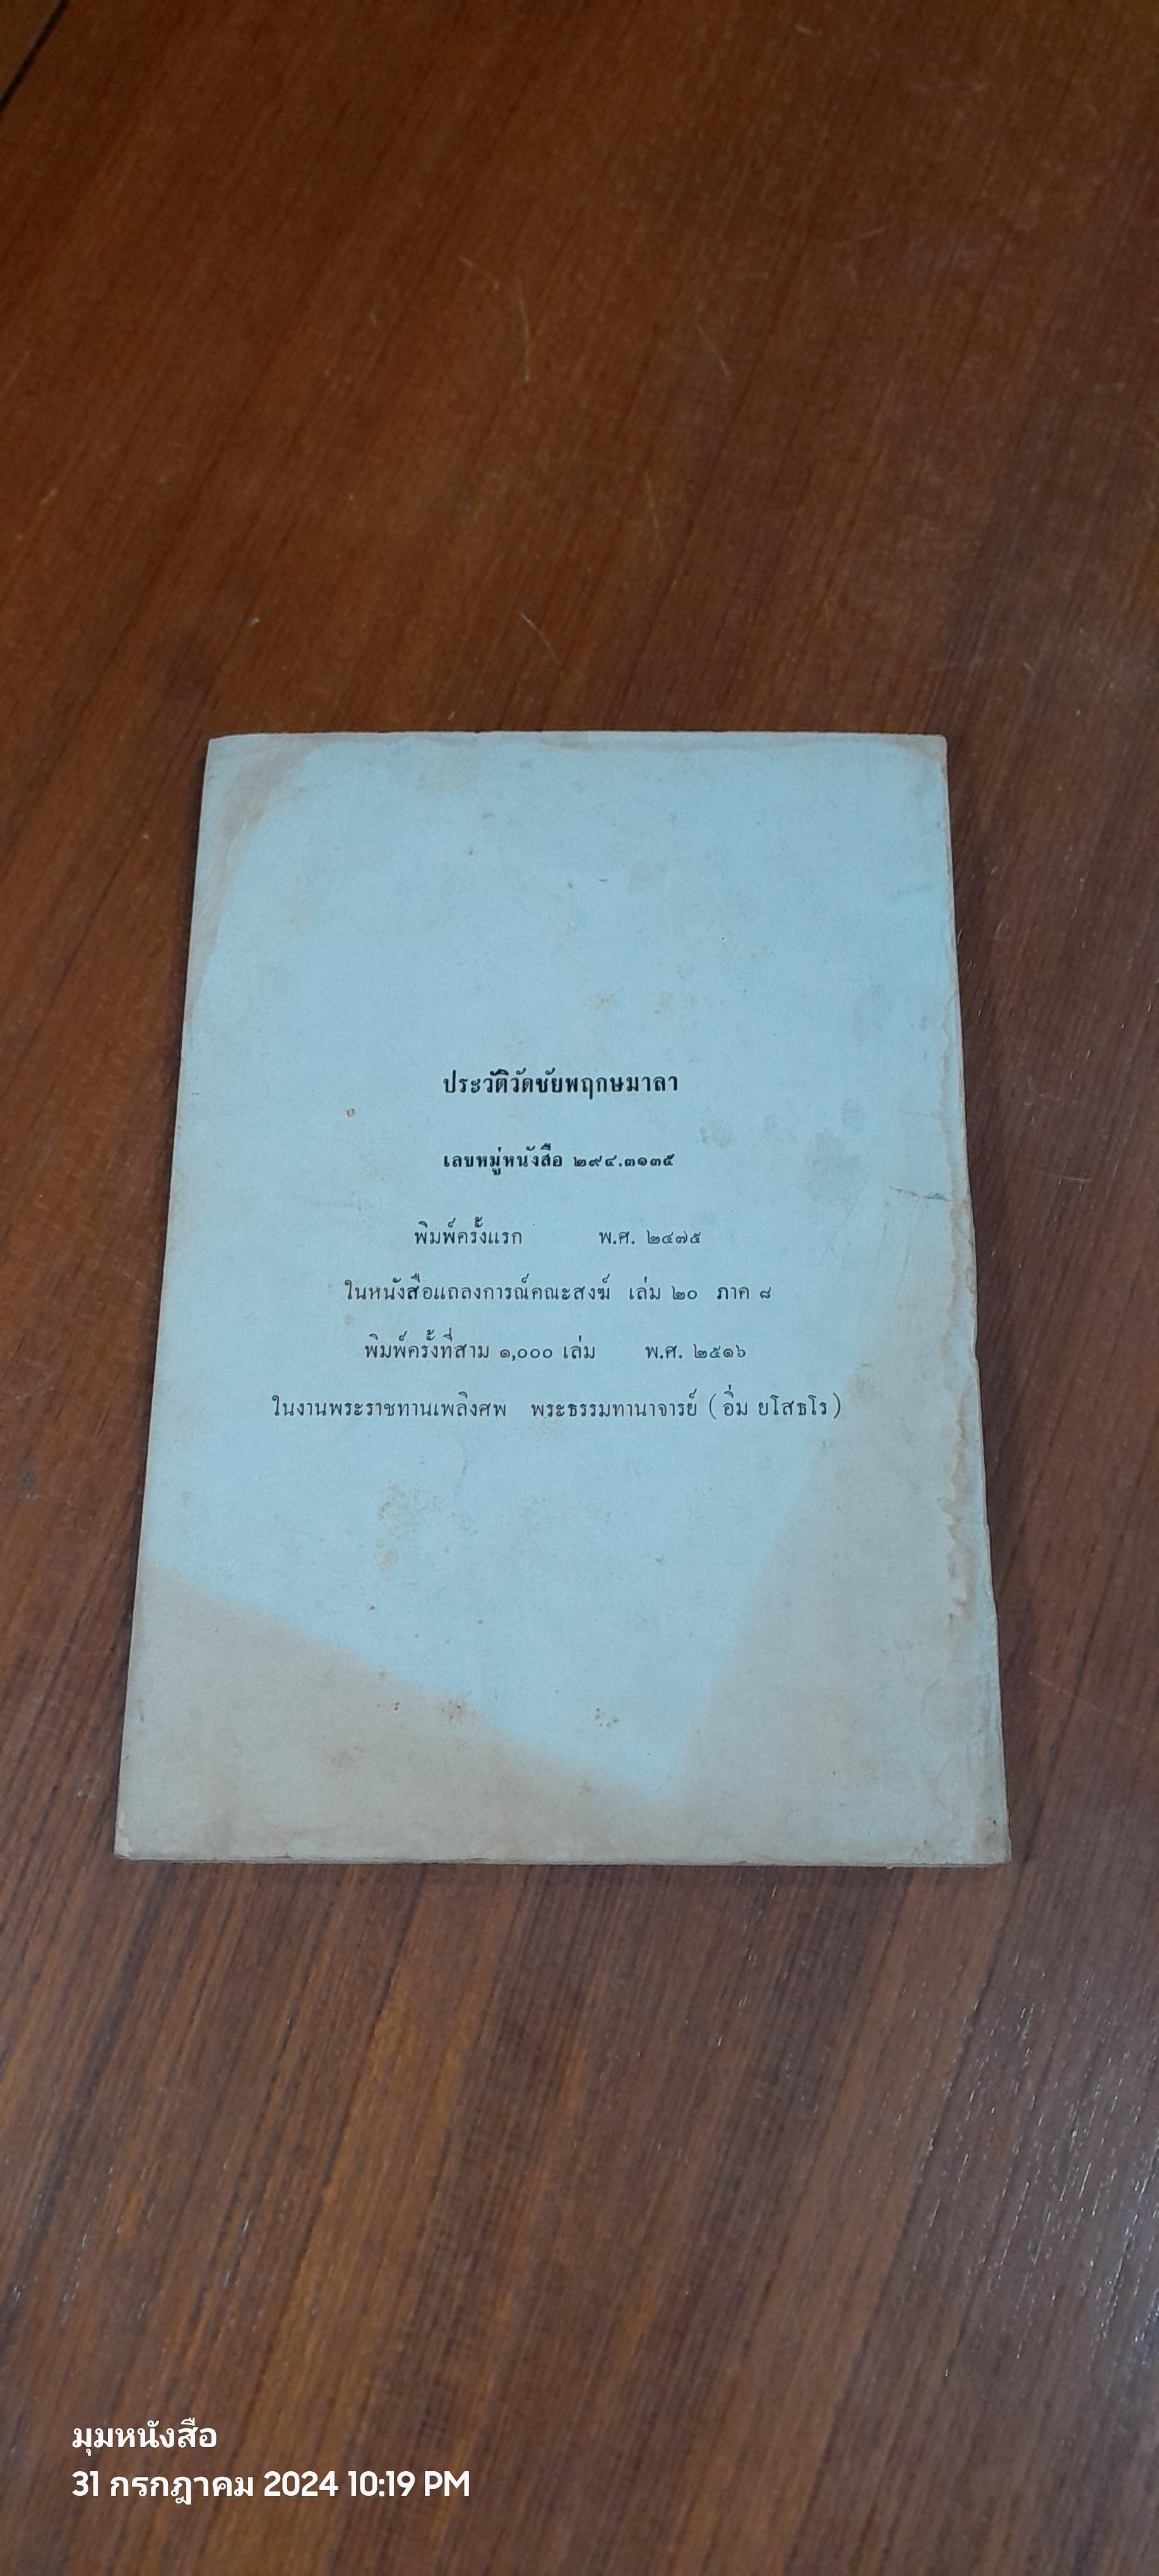 ประวัติวัดชัยพฤกษมาลา
เลขหมู่หนังสือ ๒๙๔.๓๑๓๕
พิมพ์ครั้งแรก พ.ศ. ๒๔๗๕
ในหนังสือแถลงการณ์คณะสงฆ์ เล่ม ๒๐ ภาค ๘
พิมพ์ครั้งที่สาม ๑,๐๐๐ เล่ม พ.ศ. ๒๕๑๖
ในงานพระราชทานเพลิงศพ พระธรรมทานาจารย์ (อิ่ม ยโสธโร)
มุมหนังสือ
31 กรกฎาคม 2024 10:19 PM